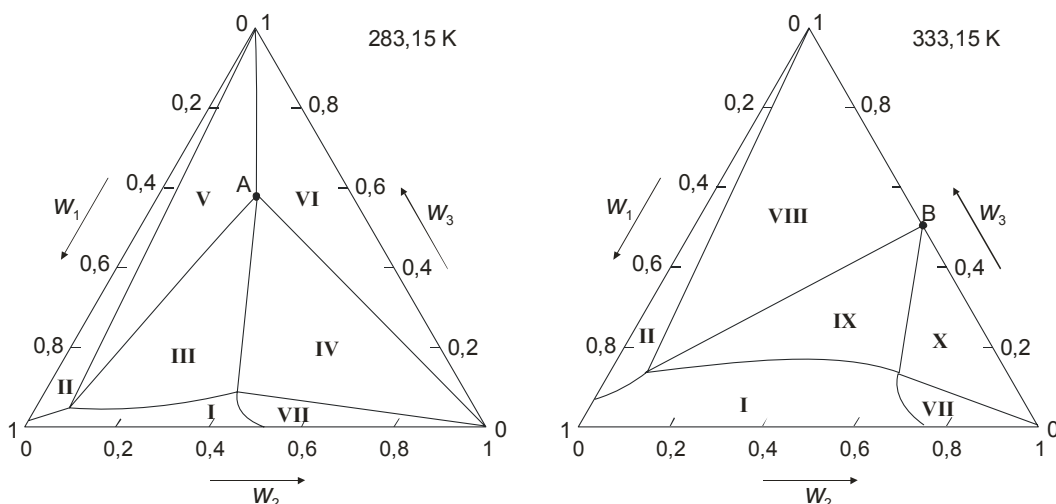 283,15 K
0 1
0,2 0,8
0,4 0,6
0,6 0,4
0,8 0,2
1 0
0 0,2 0,4 0,6 0,8 1
w1
w3
w2
A
V VI
III IV
II
I VII
333,15 K
0 1
0,2 0,8
0,4
0,6 0,4
0,8 0,2
1 0
0 0,2 0,4 0,6 0,8 1
w1
w3
w2
B
VIII
IX
II X
I VII